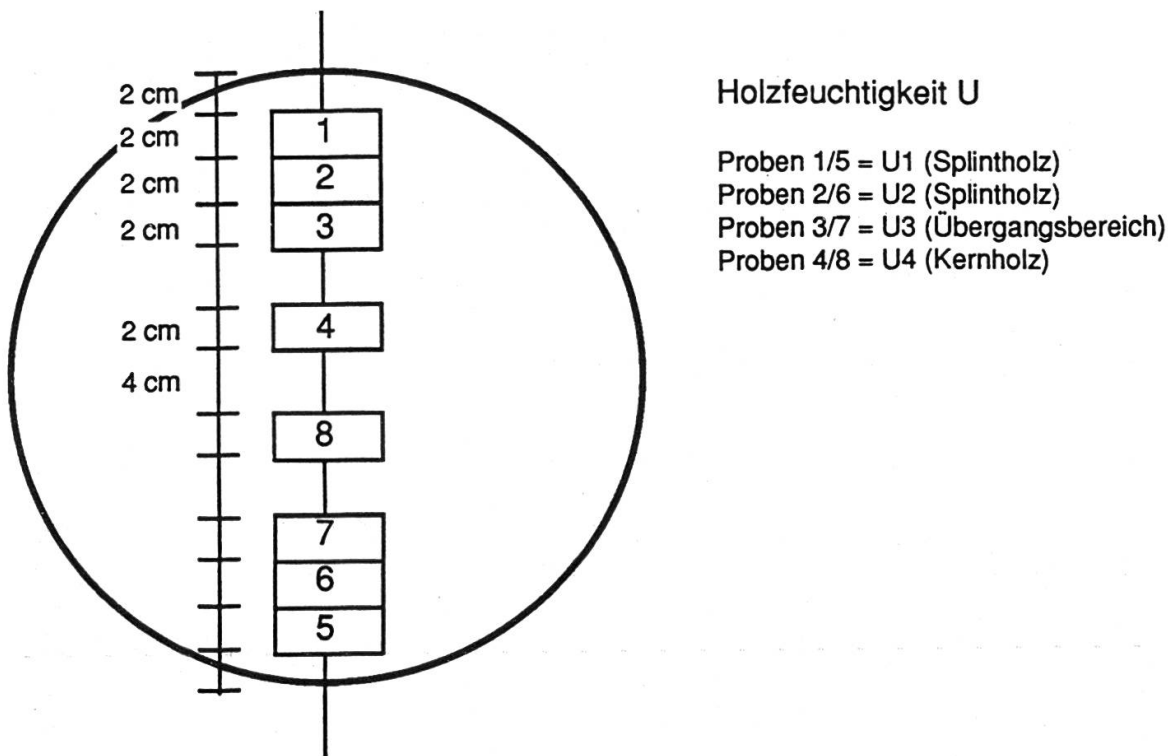 2 cm
2 cm
2 cm
2 cm
2 cm
4 cm
1
2
3
4
8
7
6
5
Holzfeuchtigkeit U
Proben 1/5 = U1 (Splintholz)
Proben 2/6 = U2 (Splintholz)
Proben 3/7 = U3 (Übergangsbereich)
Proben 4/8 = U4 (Kernholz)